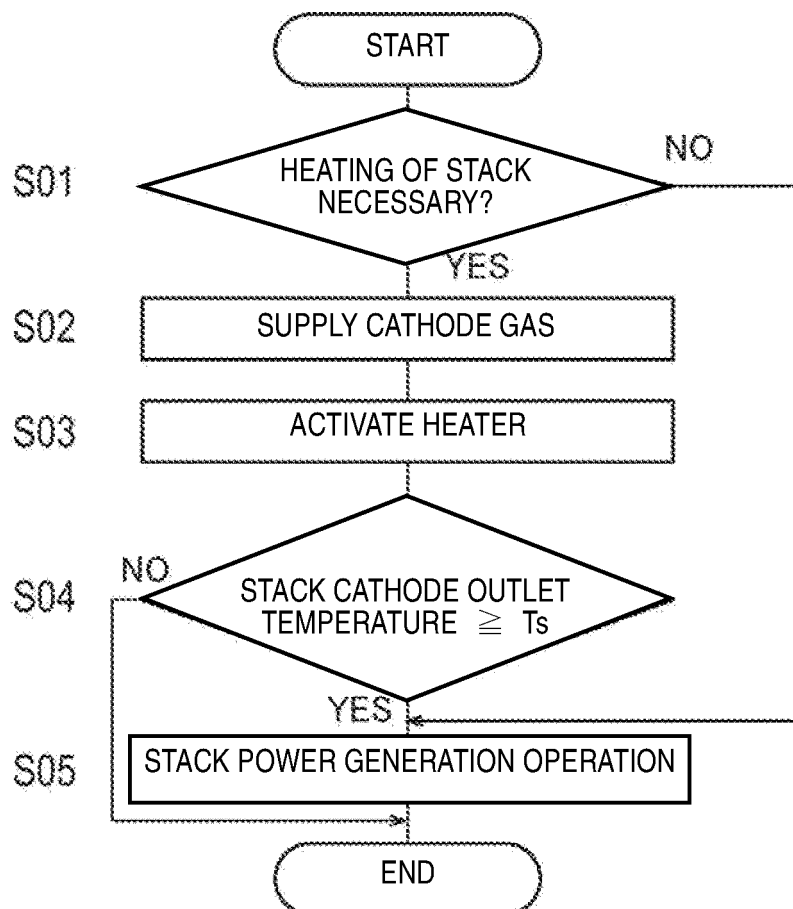 START
S01
HEATING OF STACK
NECESSARY?
NO
YES
S02
SUPPLY CATHODE GAS
S03
ACTIVATE HEATER
NO
S04
STACK CATHODE OUTLET
TEMPERATURE ≧ Ts
YES
S05
STACK POWER GENERATION OPERATION
END